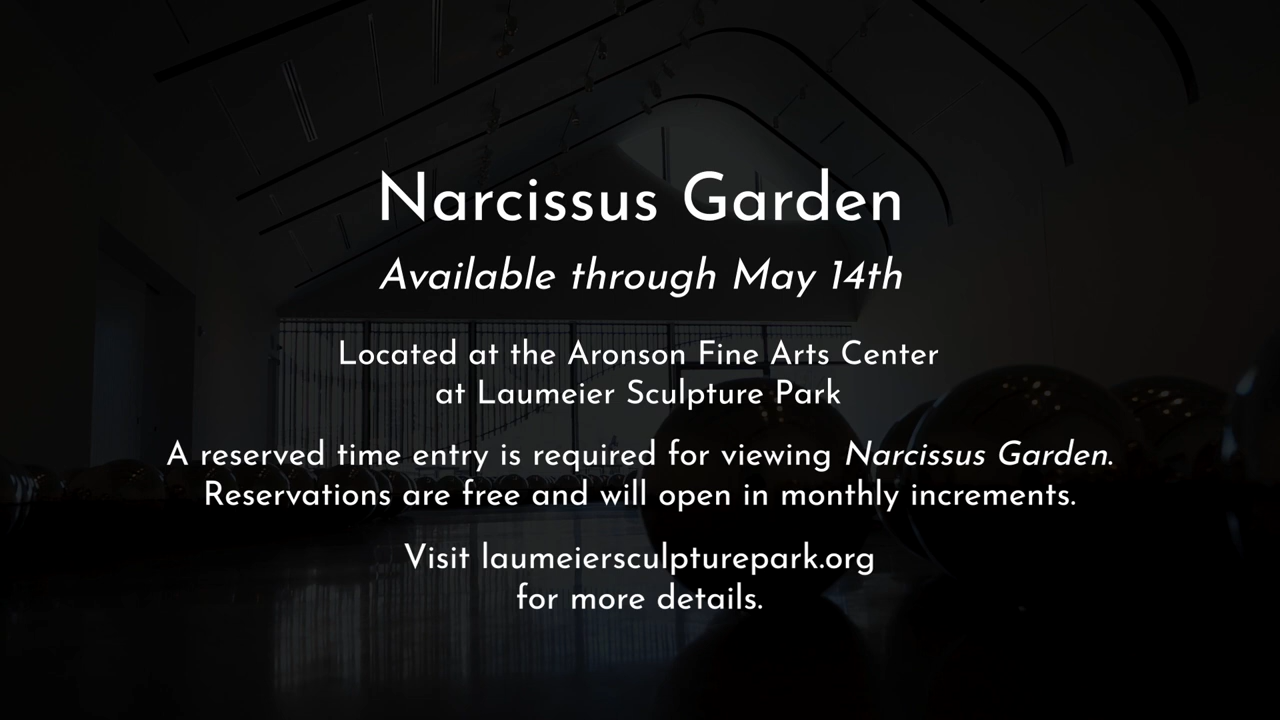 Narcissus Garden
Available through May 14th
Located at the Aronson Fine Arts Center
at Laumeier Sculpture Park
A reserved time entry is required for viewing Narcissus Garden.
Reservations are free and will open in monthly increments.
Visit laumeiersculpturepark.org
for more details.